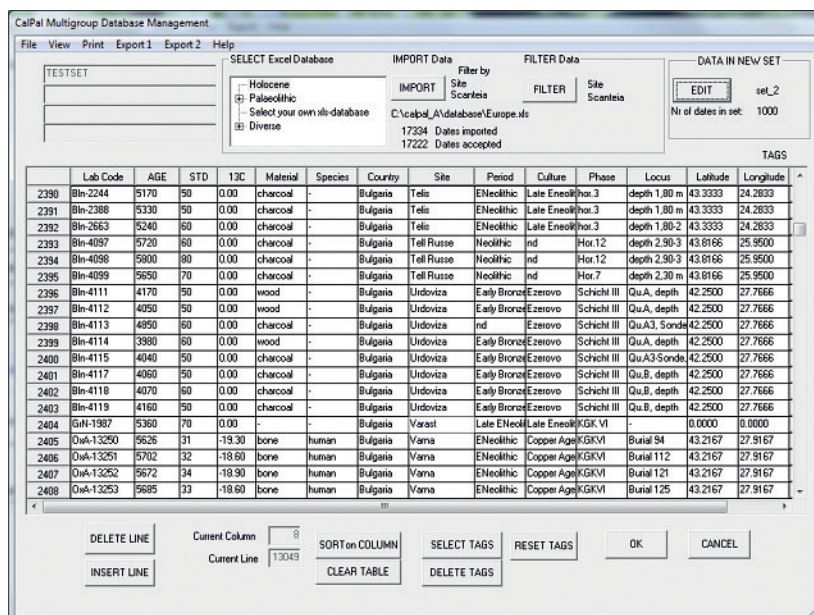 CalPal Multigroup Database Management
File View Print Export 1 Export 2 Help
TESTSET
SELECT Excel Database
Holocene
Palaeolithic
Select your own xls-database
Diverse
IMPORT Data
IMPORT
Filter by
Site
Scanteia
C:\calpal_A\database\Europe.xls
17334 Dates imported
17222 Dates accepted
FILTER Data
FILTER
Site
Scanteia
DATA IN NEW SET
EDIT set_2
Nr of dates in set: 1000
TAGS
Lab Code AGE STD 13C Material Species Country Site Period Culture Phase Locus Latitude Longitude
2390 Bln-2244 5170 50 0.00 charcoal - Bulgaria Telis ENeolithic Late Eneolit hor.3 depth 1,80 m 43.3333 24.2833
2391 Bln-2388 5330 50 0.00 charcoal - Bulgaria Telis ENeolithic Late Eneolit hor.3 depth 1,80 m 43.3333 24.2833
2392 Bln-2663 5240 60 0.00 charcoal - Bulgaria Telis ENeolithic Late Eneolit hor.3 depth 1,80-2 43.3333 24.2833
2393 Bln-4097 5720 60 0.00 charcoal - Bulgaria Tell Russe Neolithic nd Hor.12 depth 2,90-3 43.8166 25.9500
2394 Bln-4098 5800 80 0.00 charcoal - Bulgaria Tell Russe Neolithic nd Hor.12 depth 2,90-3 43.8166 25.9500
2395 Bln-4099 5650 70 0.00 charcoal - Bulgaria Tell Russe Neolithic nd Hor.7 depth 2,30 m 43.8166 25.9500
2396 Bln-4111 4170 50 0.00 wood - Bulgaria Urdoviza Early Bronze Ezerovo Schicht III Qu.A, depth 42.2500 27.7666
2397 Bln-4112 4050 50 0.00 wood - Bulgaria Urdoviza Early Bronze Ezerovo Schicht III Qu.A, depth 42.2500 27.7666
2398 Bln-4113 4850 60 0.00 charcoal - Bulgaria Urdoviza nd Ezerovo Schicht III Qu.A3, Sonde 42.2500 27.7666
2399 Bln-4114 3980 60 0.00 wood - Bulgaria Urdoviza Early Bronze Ezerovo Schicht III Qu.A, depth 42.2500 27.7666
2400 Bln-4115 4040 50 0.00 charcoal - Bulgaria Urdoviza Early Bronze Ezerovo Schicht III Qu.A3-Sonde, 42.2500 27.7666
2401 Bln-4117 4060 50 0.00 charcoal - Bulgaria Urdoviza Early Bronze Ezerovo Schicht III Qu,B, depth 42.2500 27.7666
2402 Bln-4118 4070 60 0.00 charcoal - Bulgaria Urdoviza Early Bronze Ezerovo Schicht III Qu,B, depth 42.2500 27.7666
2403 Bln-4119 4160 50 0.00 charcoal - Bulgaria Urdoviza Early Bronze Ezerovo Schicht III Qu.B, depth 42.2500 27.7666
2404 GrN-1987 5360 70 0.00 - - Bulgaria Varast Late ENeoli Late Eneolit KGK VI - 0.0000 0.0000
2405 OxA-13250 5626 31 -19.30 bone human Bulgaria Varna ENeolithic Copper Age KGKVI Burial 94 43.2167 27.9167
2406 OxA-13251 5702 32 -18.60 bone human Bulgaria Varna ENeolithic Copper Age KGKVI Burial 112 43.2167 27.9167
2407 OxA-13252 5672 34 -18.90 bone human Bulgaria Varna ENeolithic Copper Age KGKVI Burial 121 43.2167 27.9167
2408 OxA-13253 5685 33 -18.60 bone human Bulgaria Varna ENeolithic Copper Age KGKVI Burial 125 43.2167 27.9167
DELETE LINE
INSERT LINE
Current Column 8
Current Line 13049
SORT on COLUMN
CLEAR TABLE
SELECT TAGS
DELETE TAGS
RESET TAGS
OK
CANCEL